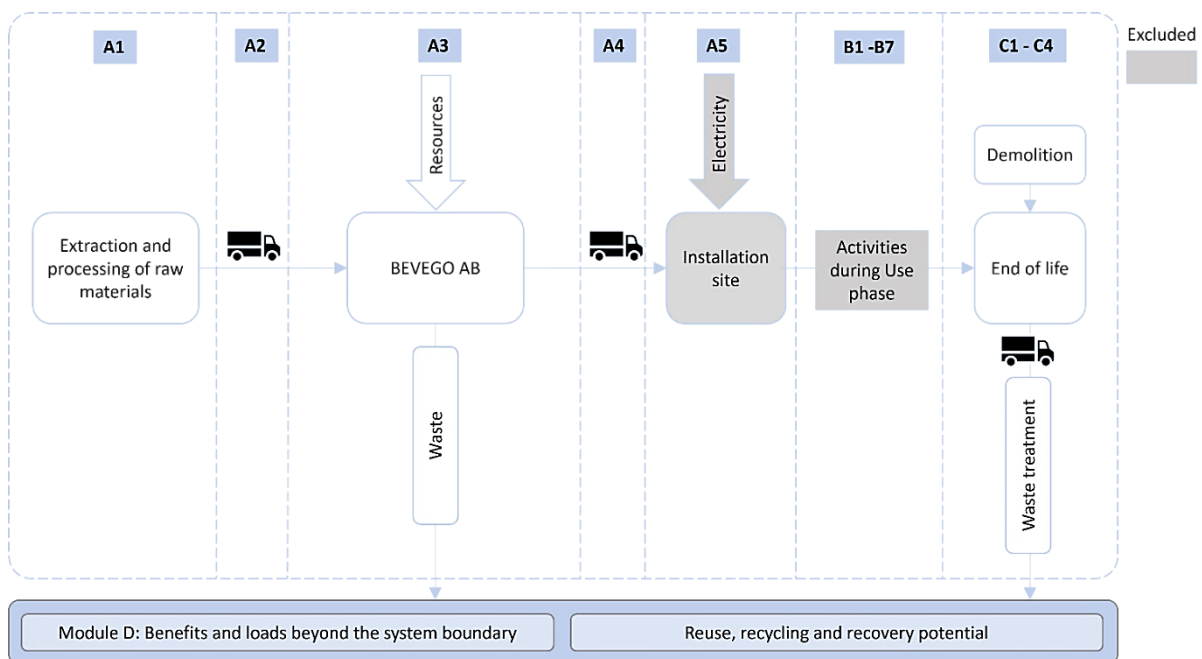 A1
A2
A3
A4
A5
B1 -B7
C1 - C4
Excluded
Resources
Electricity
Demolition
Extraction and
processing of raw
materials
BEVEGO AB
Installation
site
Activities
during Use
phase
End of life
Waste
Waste treatment
Module D: Benefits and loads beyond the system boundary
Reuse, recycling and recovery potential